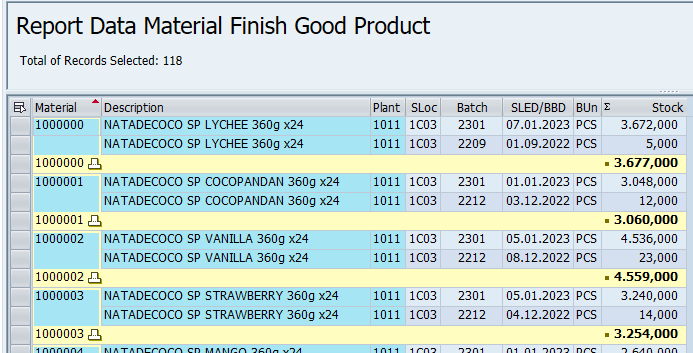 Report Data Material Finish Good Product
Total of Records Selected: 118
Material Description Plant SLoc Batch SLED/BBD BUn Σ Stock
1000000 NATADECOCO SP LYCHEE 360g x24 1011 1C03 2301 07.01.2023 PCS 3.672,000
NATADECOCO SP LYCHEE 360g x24 1011 1C03 2209 01.09.2022 PCS 5,000
1000000 3.677,000
1000001 NATADECOCO SP COCOPANDAN 360g x24 1011 1C03 2301 01.01.2023 PCS 3.048,000
NATADECOCO SP COCOPANDAN 360g x24 1011 1C03 2212 03.12.2022 PCS 12,000
1000001 3.060,000
1000002 NATADECOCO SP VANILLA 360g x24 1011 1C03 2301 05.01.2023 PCS 4.536,000
NATADECOCO SP VANILLA 360g x24 1011 1C03 2212 08.12.2022 PCS 23,000
1000002 4.559,000
1000003 NATADECOCO SP STRAWBERRY 360g x24 1011 1C03 2301 05.01.2023 PCS 3.240,000
NATADECOCO SP STRAWBERRY 360g x24 1011 1C03 2212 04.12.2022 PCS 14,000
1000003 3.254,000
1000004 NATADECOCO SP MANGO 360g x24 1011 1C03